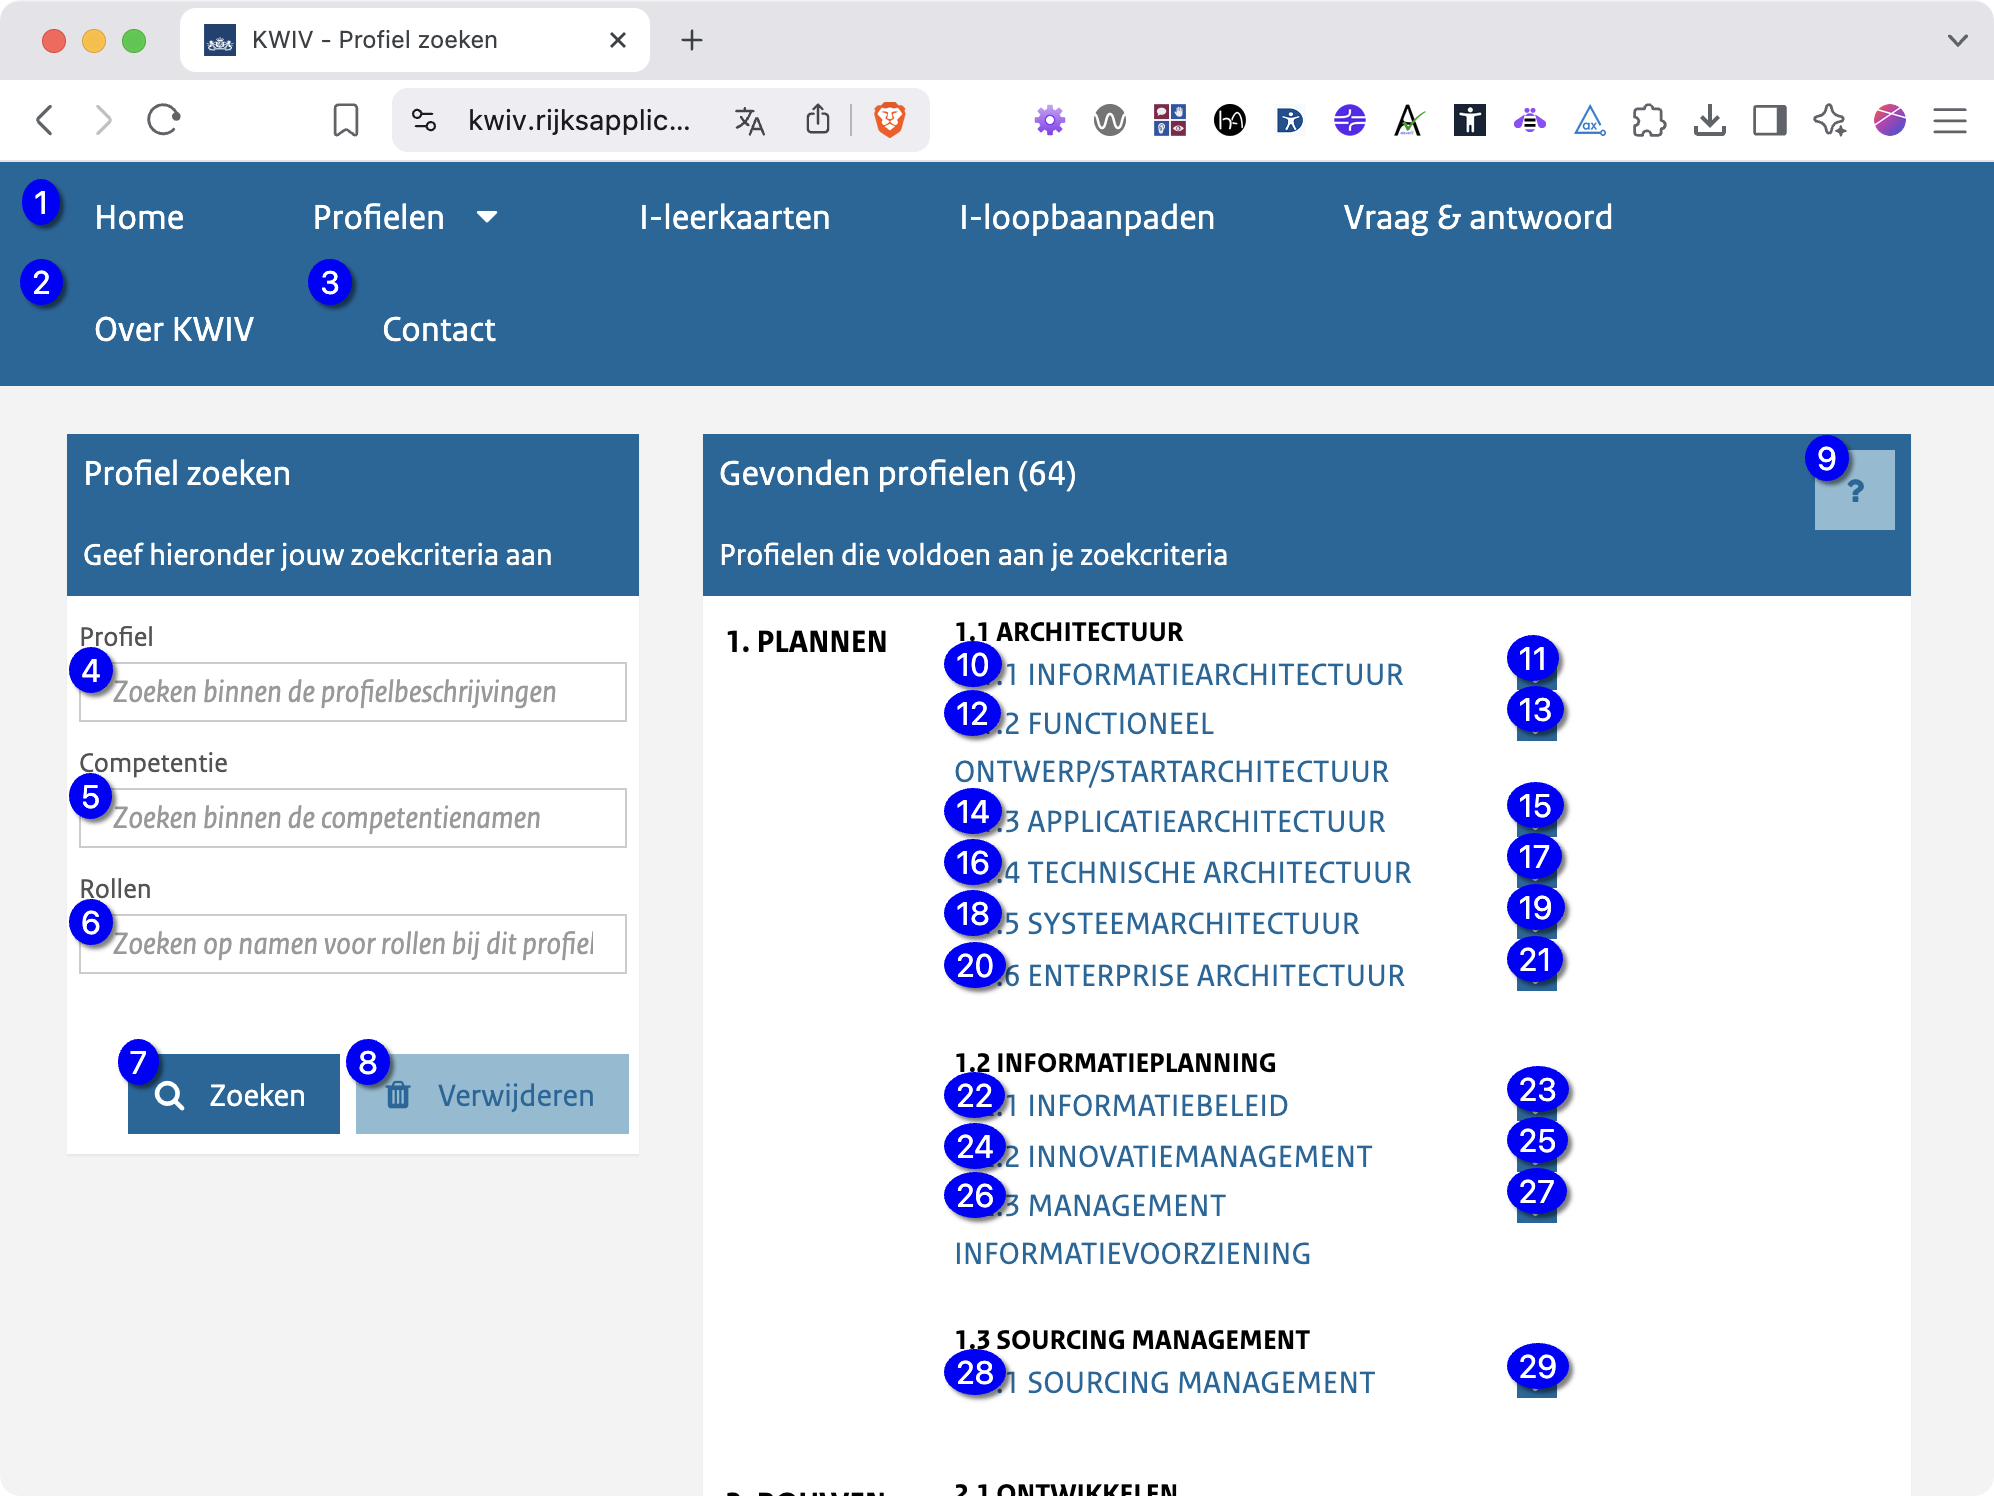 KWIV - Profiel zoeken
kwiv.rijksapplic...
1
Home
Profielen
I-leerkaarten
I-loopbaanpaden
Vraag & antwoord
2
Over KWIV
3
Contact
Profiel zoeken
Geef hieronder jouw zoekcriteria aan
Profiel
4
Zoeken binnen de profielbeschrijvingen
Competentie
5
Zoeken binnen de competentienamen
Rollen
6
Zoeken op namen voor rollen bij dit profiel
7
Zoeken
8
Verwijderen
Gevonden profielen (64)
9
?
Profielen die voldoen aan je zoekcriteria
1. PLANNEN
1.1 ARCHITECTUUR
10
.1 INFORMATIEARCHITECTUUR
11
12
.2 FUNCTIONEEL
ONTWERP/STARTARCHITECTUUR
13
14
.3 APPLICATIEARCHITECTUUR
15
16
.4 TECHNISCHE ARCHITECTUUR
17
18
.5 SYSTEEMARCHITECTUUR
19
20
.6 ENTERPRISE ARCHITECTUUR
21
1.2 INFORMATIEPLANNING
22
.1 INFORMATIEBELEID
23
24
.2 INNOVATIEMANAGEMENT
25
26
.3 MANAGEMENT
INFORMATIEVOORZIENING
27
1.3 SOURCING MANAGEMENT
28
.1 SOURCING MANAGEMENT
29
2.1 ONTWIKKELEN